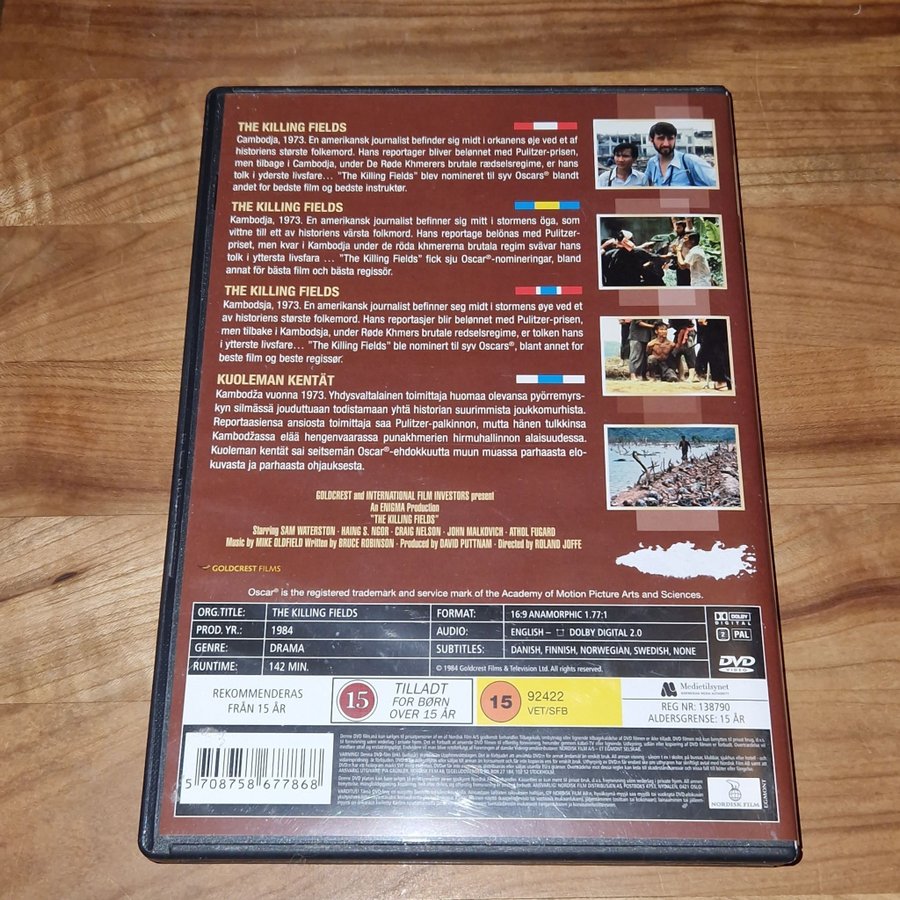 THE KILLING FIELDS
Cambodja, 1973. En amerikansk journalist befinder sig midt i orkanens øje ved et af
historiens største folkemord. Hans reportager bliver belønnet med Pulitzer-prisen,
men tilbage i Cambodja, under De Røde Khmerers brutale rædselsregime, er hans
tolk i yderste livsfare... "The Killing Fields" blev nomineret til syv Oscars® blandt
andet for bedste film og bedste instruktør.
THE KILLING FIELDS
Kambodja, 1973. En amerikansk journalist befinner sig mitt i stormens öga, som
vittne till ett av historiens värsta folkmord. Hans reportage belönas med Pulitzer-
priset, men kvar i Kambodja under de röda khmerernas brutala regim svävar hans
tolk i yttersta livsfara ... "The Killing Fields" fick sju Oscar®-nomineringar, bland
annat för bästa film och bästa regissör.
THE KILLING FIELDS
Kambodsja, 1973. En amerikansk journalist befinner seg midt i stormens øye ved et
av historiens største folkemord. Hans reportasjer blir belønnet med Pulitzer-prisen,
men tilbake i Kambodsja, under Røde Khmers brutale redselsregime, er tolken hans
i ytterste livsfare... "The Killing Fields" ble nominert til syv Oscars®, blant annet for
beste film og beste regissør.
KUOLEMAN KENTÄT
Kambodža vuonna 1973. Yhdysvaltalainen toimittaja huomaa olevansa pyörremyrs-
kyn silmässä jouduttuaan todistamaan yhtä historian suurimmista joukkomurhista.
Reportaasiensa ansiosta toimittaja saa Pulitzer-palkinnon, mutta hänen tulkkinsa
Kambodžassa elää hengenvaarassa punakhmerien hirmuhallinnon alaisuudessa.
Kuoleman kentät sai seitsemän Oscar®-ehdokkuutta muun muassa parhaasta elo-
kuvasta ja parhaasta ohjauksesta.
GOLDCREST and INTERNATIONAL FILM INVESTORS present
An ENIGMA Production
"THE KILLING FIELDS"
Starring SAM WATERSTON · HAING S. NGOR · CRAIG NELSON · JOHN MALKOVICH · ATHOL FUGARD
Music by MIKE OLDFIELD Written by BRUCE ROBINSON · Produced by DAVID PUTTNAM · Directed by ROLAND JOFFE
GOLDCREST FILMS
Oscar® is the registered trademark and service mark of the Academy of Motion Picture Arts and Sciences.
ORG.TITLE: THE KILLING FIELDS FORMAT: 16:9 ANAMORPHIC 1.77:1
PROD. YR.: 1984 AUDIO: ENGLISH – DOLBY DIGITAL 2.0
GENRE: DRAMA SUBTITLES: DANISH, FINNISH, NORWEGIAN, SWEDISH, NONE
RUNTIME: 142 MIN. © 1984 Goldcrest Films & Television Ltd. All rights reserved.
DOLBY
DIGITAL
2 PAL
DVD
VIDEO
REKOMMENDERAS
FRÅN 15 ÅR
15
TILLADT
FOR BØRN
OVER 15 ÅR
15
92422
VET/SFB
Medietilsynet
REG NR: 138790
ALDERSGRENSE: 15 ÅR
5 708758 677868
NORDISK FILM
EGMONT